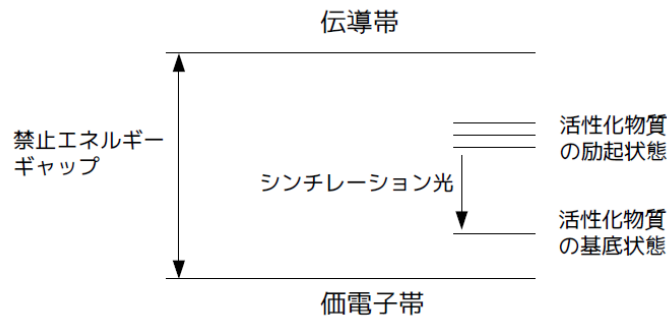 伝導帯
禁止エネルギー
ギャップ
活性化物質
の励起状態
シンチレーション光
活性化物質
の基底状態
価電子帯